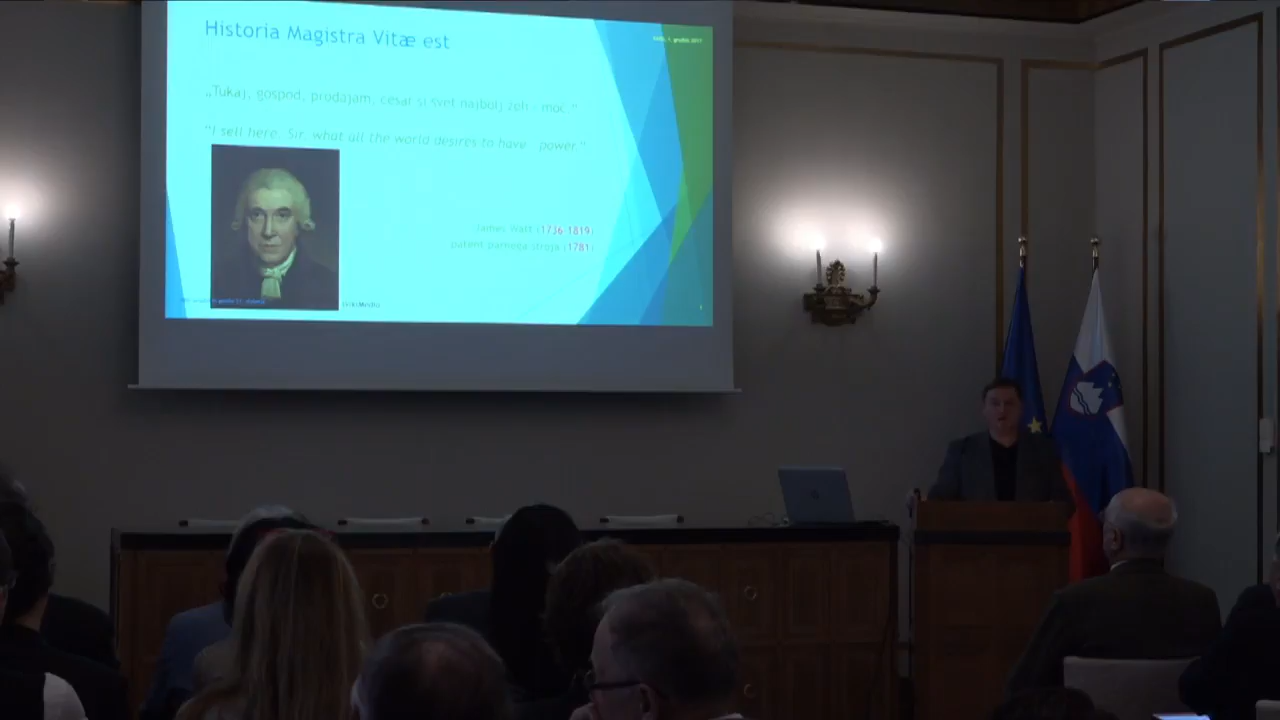 Historia Magistra Vitæ est
„Tukaj, gospod, prodajam, cesar si svet najbolj želi - moč."
"I sell here, Sir, what all the world desires to have - power."
James Watt (1736-1819)
patent parnega stroja (1781)